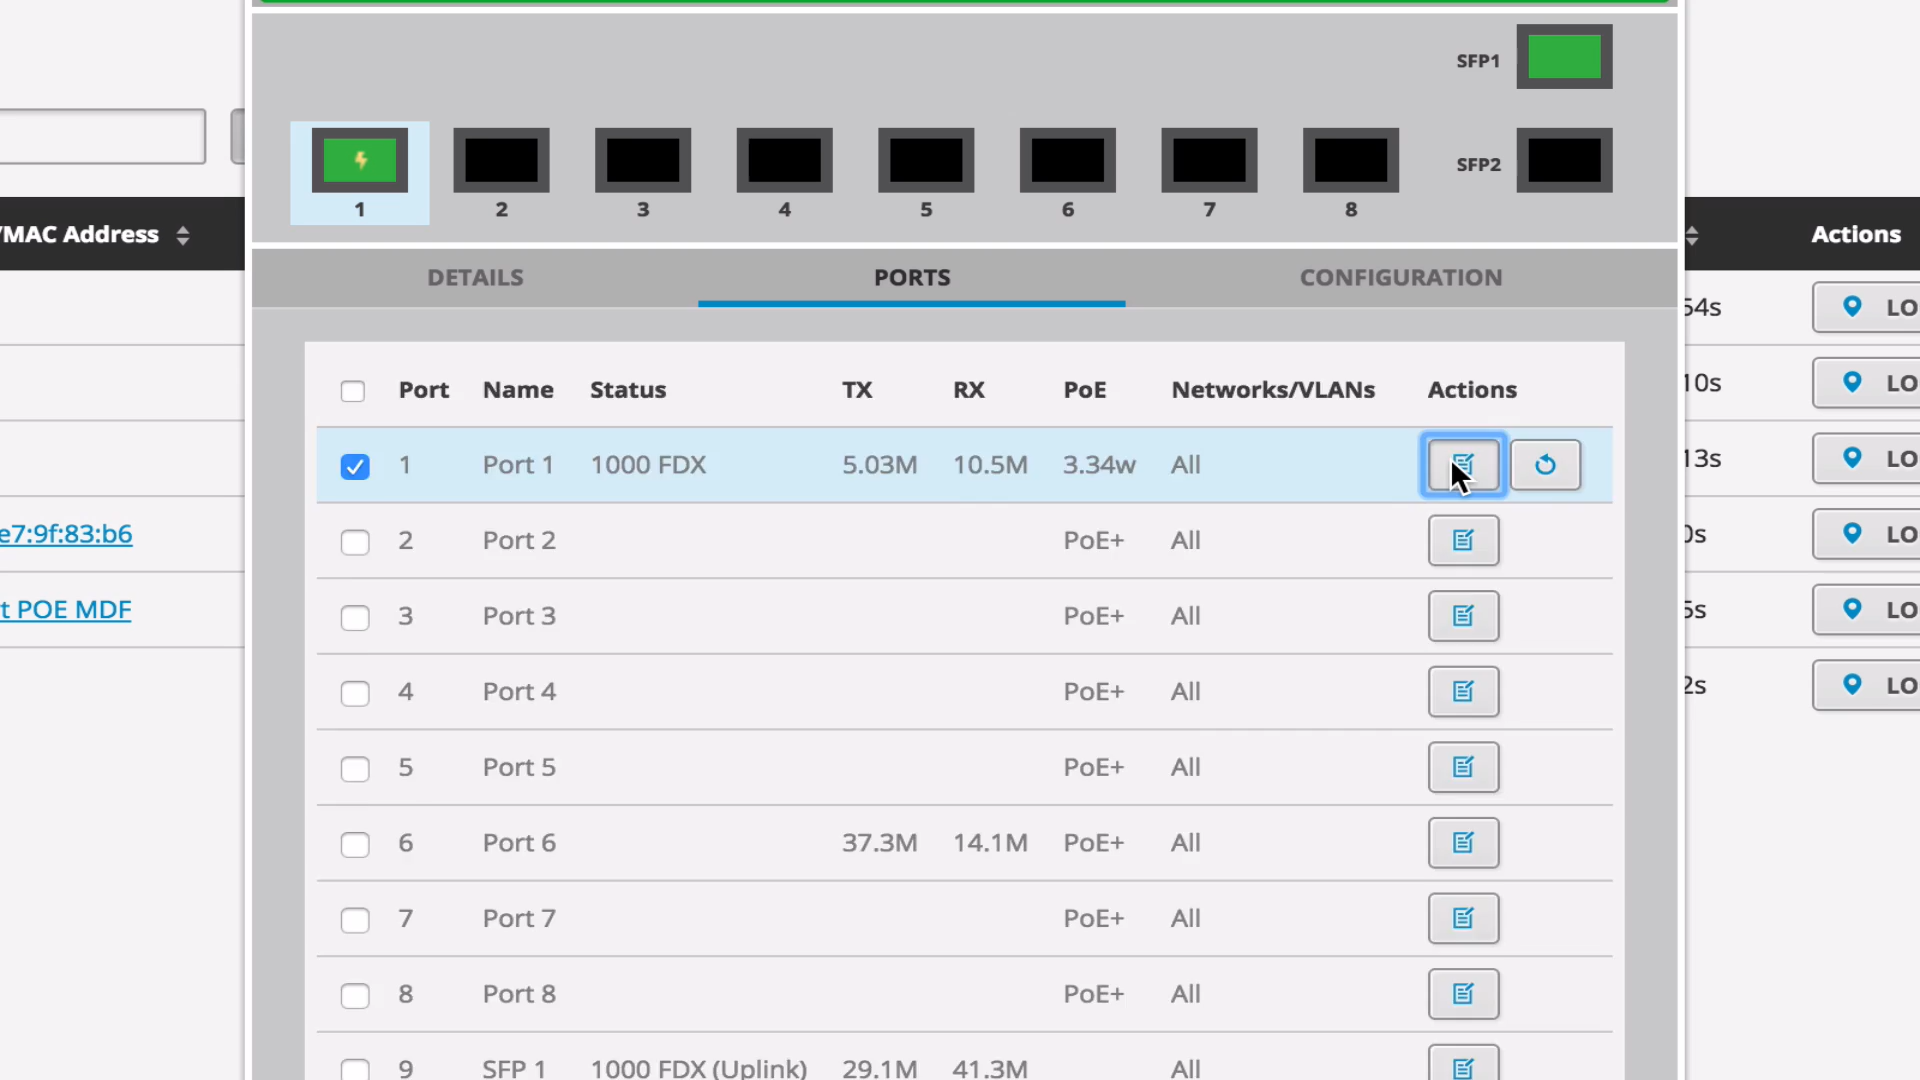 SFP1
SFP2
1 2 3 4 5 6 7 8
/MAC Address Actions
DETAILS PORTS CONFIGURATION
54s LO
10s LO
13s LO
e7:9f:83:b6 0s LO
t POE MDF 5s LO
2s LO
Port Name Status TX RX PoE Networks/VLANs Actions
1 Port 1 1000 FDX 5.03M 10.5M 3.34w All
2 Port 2 PoE+ All
3 Port 3 PoE+ All
4 Port 4 PoE+ All
5 Port 5 PoE+ All
6 Port 6 37.3M 14.1M PoE+ All
7 Port 7 PoE+ All
8 Port 8 PoE+ All
9 SFP 1 1000 FDX (Uplink) 29.1M 41.3M All